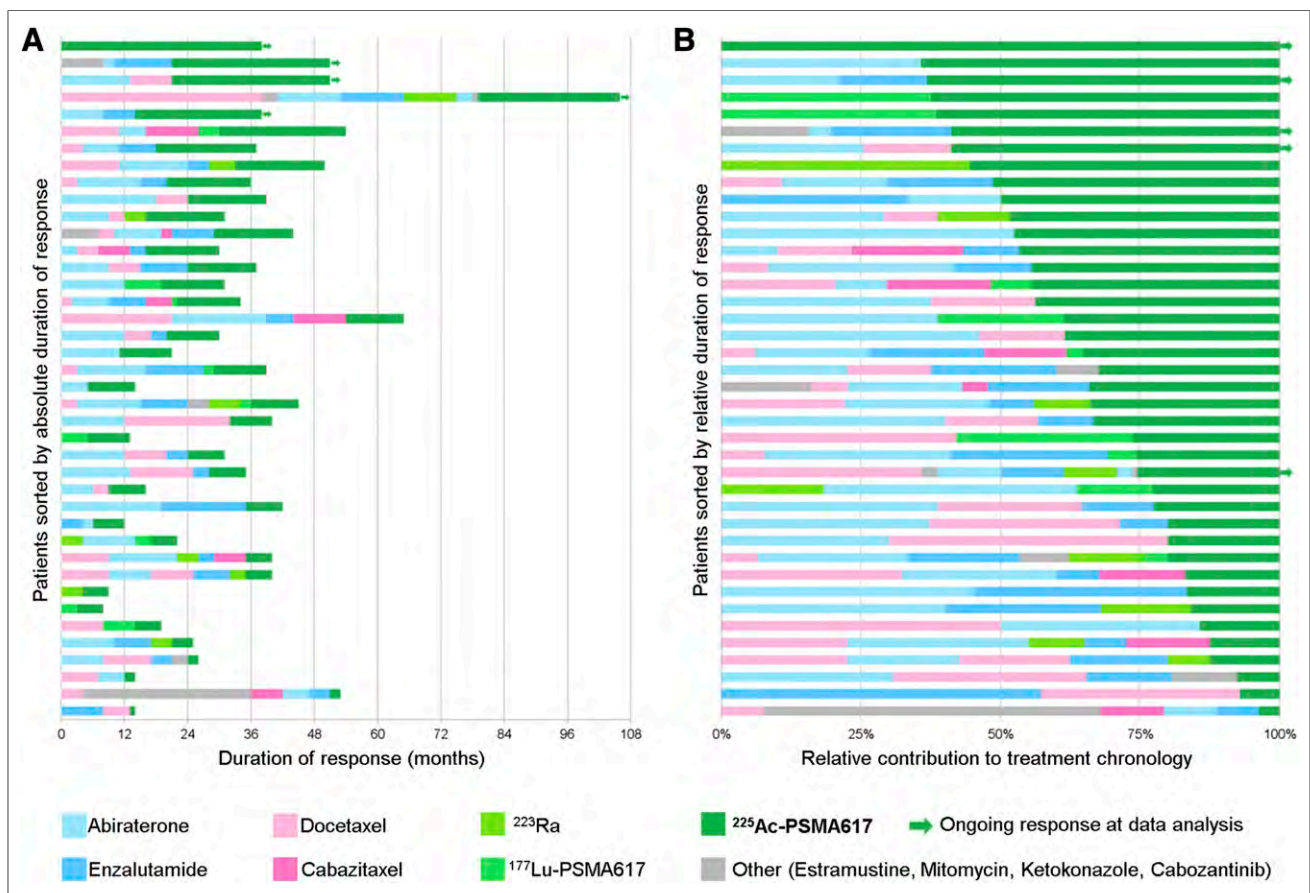 A
B
Patients sorted by absolute duration of response
Patients sorted by relative duration of response
0 12 24 36 48 60 72 84 96 108
0% 25% 50% 75% 100%
Duration of response (months)
Relative contribution to treatment chronology
Abiraterone Docetaxel ²²³Ra ²²⁵Ac-PSMA617 Ongoing response at data analysis
Enzalutamide Cabazitaxel ¹⁷⁷Lu-PSMA617 Other (Estramustine, Mitomycin, Ketokonazole, Cabozantinib)